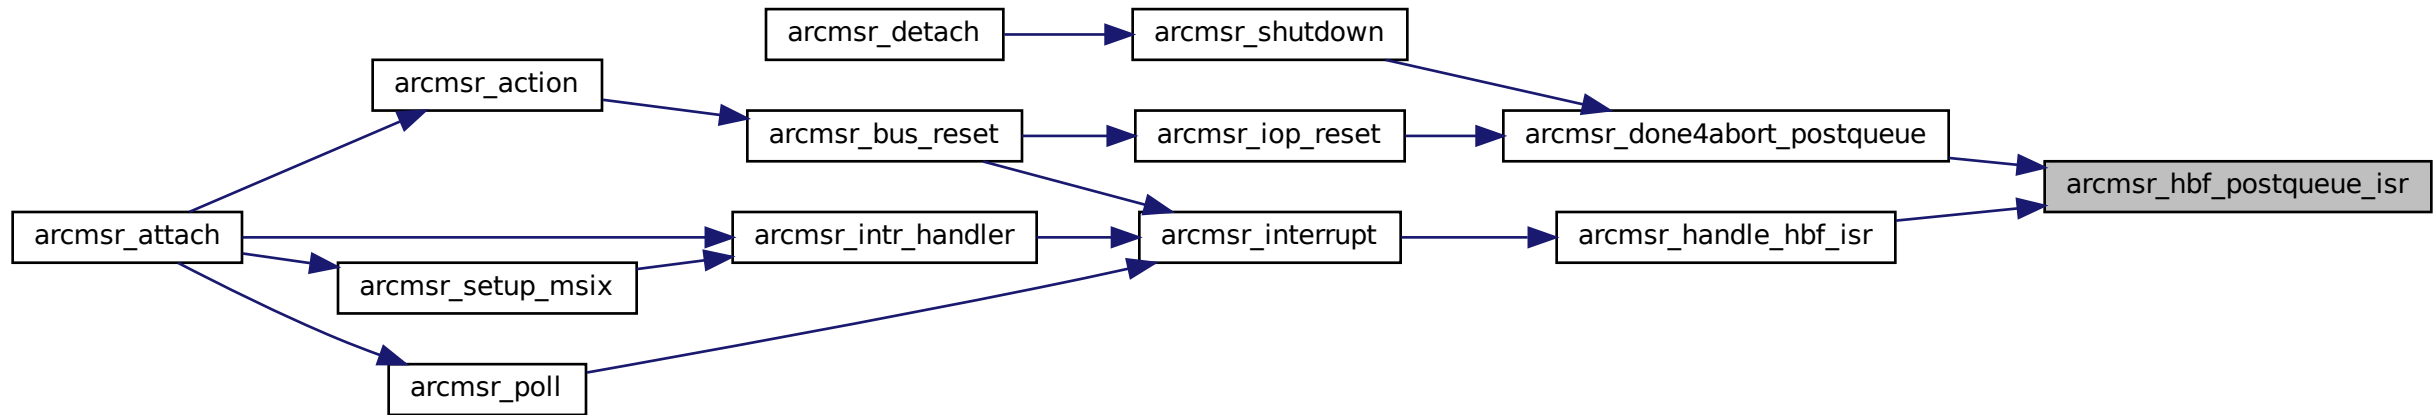 arcmsr_detach
arcmsr_shutdown
arcmsr_action
arcmsr_bus_reset
arcmsr_iop_reset
arcmsr_done4abort_postqueue
arcmsr_hbf_postqueue_isr
arcmsr_attach
arcmsr_intr_handler
arcmsr_interrupt
arcmsr_handle_hbf_isr
arcmsr_setup_msix
arcmsr_poll